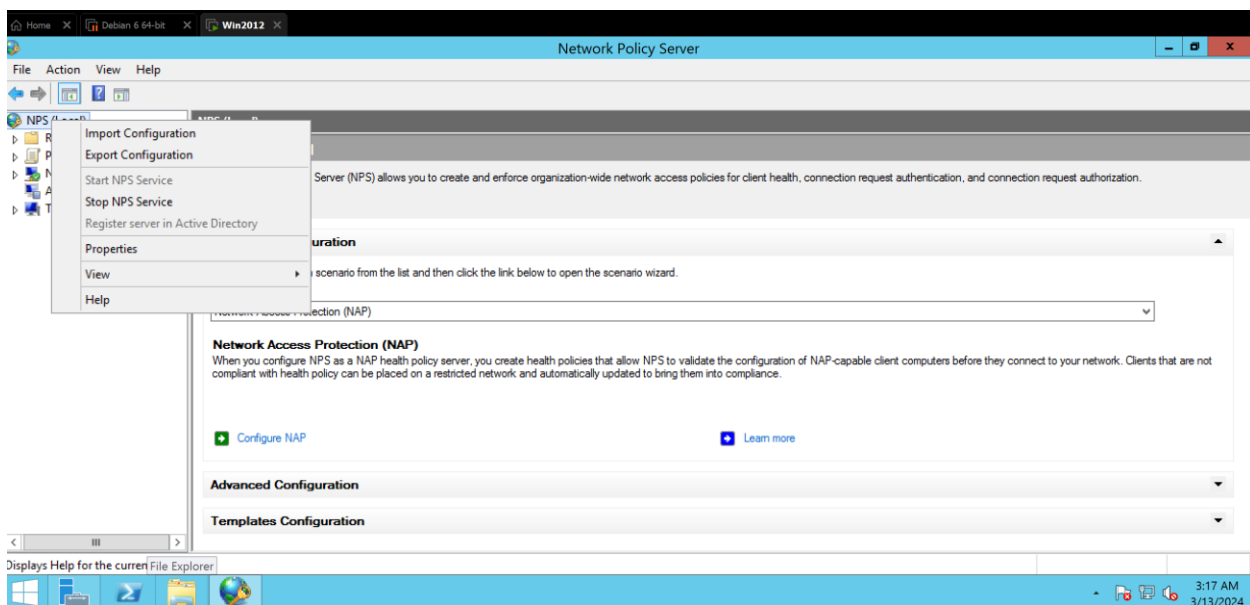 Home
Debian 6 64-bit
Win2012
Network Policy Server
File Action View Help
NPS (Local)
Import Configuration
Export Configuration
Start NPS Service
Stop NPS Service
Register server in Active Directory
Properties
View
Help
R
P
N
A
T
Server (NPS) allows you to create and enforce organization-wide network access policies for client health, connection request authentication, and connection request authorization.
uration
scenario from the list and then click the link below to open the scenario wizard.
Network Access Protection (NAP)
Network Access Protection (NAP)
When you configure NPS as a NAP health policy server, you create health policies that allow NPS to validate the configuration of NAP-capable client computers before they connect to your network. Clients that are not
compliant with health policy can be placed on a restricted network and automatically updated to bring them into compliance.
Configure NAP
Learn more
Advanced Configuration
Templates Configuration
Displays Help for the curren
File Explorer
3:17 AM
3/13/2024